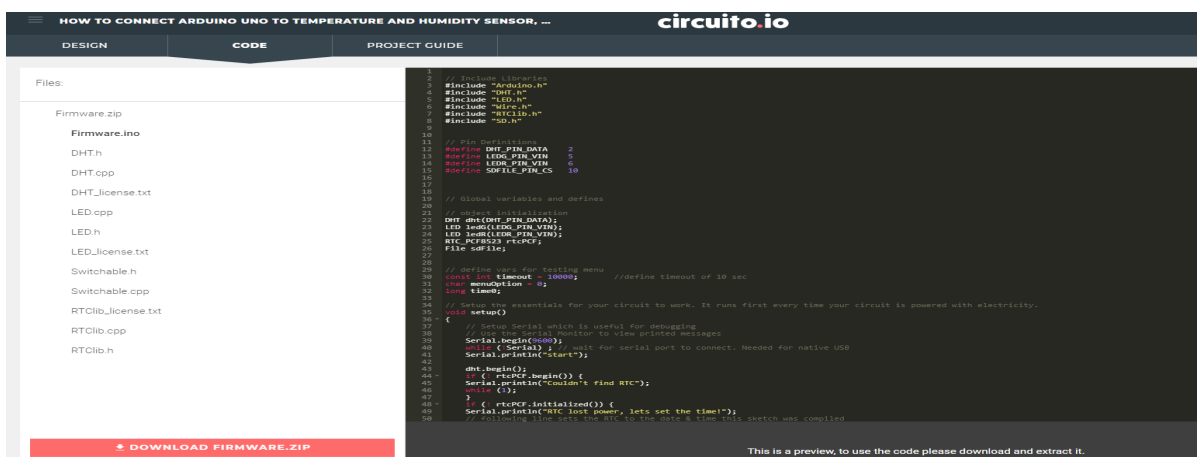 HOW TO CONNECT ARDUINO UNO TO TEMPERATURE AND HUMIDITY SENSOR, ...
circuito.io
DESIGN CODE PROJECT GUIDE
Files:
Firmware.zip
Firmware.ino
DHT.h
DHT.cpp
DHT_license.txt
LED.cpp
LED.h
LED_license.txt
Switchable.h
Switchable.cpp
RTClib_license.txt
RTClib.cpp
RTClib.h
DOWNLOAD FIRMWARE.ZIP
1
2 // Include Libraries
3 #include "Arduino.h"
4 #include "DHT.h"
5 #include "LED.h"
6 #include "Wire.h"
7 #include "RTClib.h"
8 #include "SD.h"
9
10
11 // Pin Definitions
12 #define DHT_PIN_DATA 2
13 #define LEDG_PIN_VIN 5
14 #define LEDR_PIN_VIN 6
15 #define SDFILE_PIN_CS 10
16
17
18
19 // Global variables and defines
20
21 // object initialization
22 DHT dht(DHT_PIN_DATA);
23 LED ledG(LEDG_PIN_VIN);
24 LED ledR(LEDR_PIN_VIN);
25 RTC_PCF8523 rtcPCF;
26 File sdFile;
27
28
29 // define vars for testing menu
30 const int timeout = 10000; //define timeout of 10 sec
31 char menuOption = 0;
32 long time0;
33
34 // Setup the essentials for your circuit to work. It runs first every time your circuit is powered with electricity.
35 void setup()
36 {
37 // Setup Serial which is useful for debugging
38 // Use the Serial Monitor to view printed messages
39 Serial.begin(9600);
40 while (!Serial) ; // wait for serial port to connect. Needed for native USB
41 Serial.println("start");
42
43 dht.begin();
44 if (! rtcPCF.begin()) {
45 Serial.println("Couldn't find RTC");
46 while (1);
47 }
48 if (! rtcPCF.initialized()) {
49 Serial.println("RTC lost power, lets set the time!");
50 // following line sets the RTC to the date & time this sketch was compiled
This is a preview, to use the code please download and extract it.